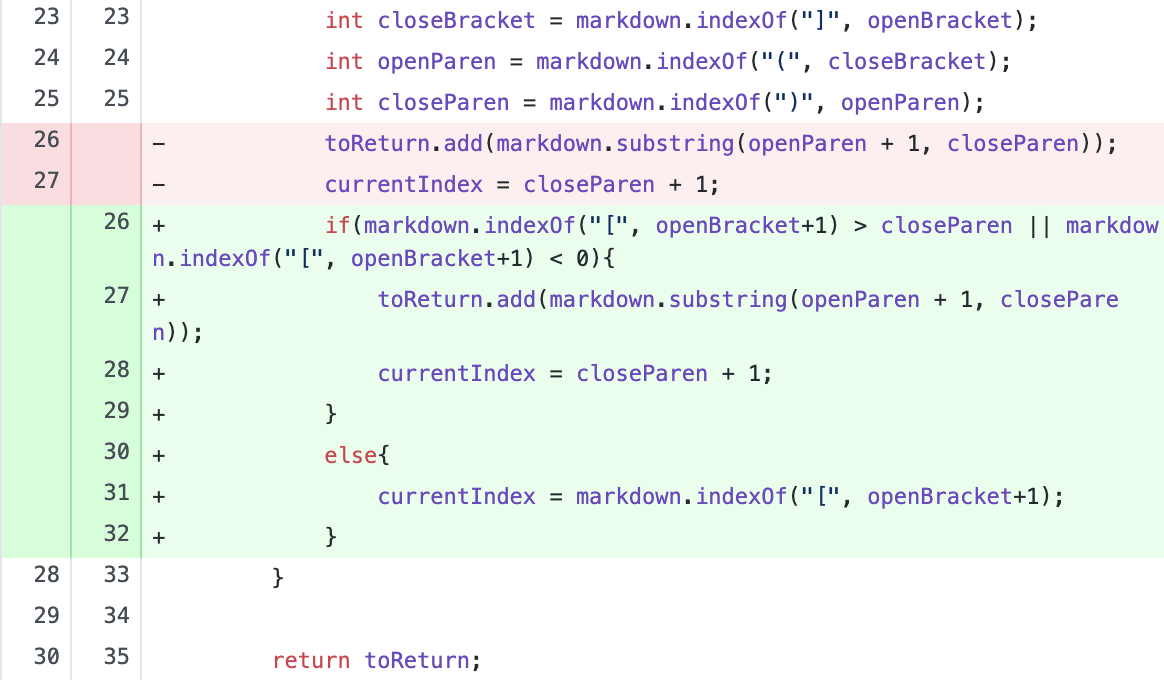 23 23 int closeBracket = markdown.indexOf("]", openBracket);
24 24 int openParen = markdown.indexOf("(", closeBracket);
25 25 int closeParen = markdown.indexOf(")", openParen);
26 - toReturn.add(markdown.substring(openParen + 1, closeParen));
27 - currentIndex = closeParen + 1;
26 + if(markdown.indexOf("[", openBracket+1) > closeParen || markdow
n.indexOf("[", openBracket+1) < 0){
27 + toReturn.add(markdown.substring(openParen + 1, closePare
n));
28 + currentIndex = closeParen + 1;
29 + }
30 + else{
31 + currentIndex = markdown.indexOf("[", openBracket+1);
32 + }
28 33 }
29 34
30 35 return toReturn;